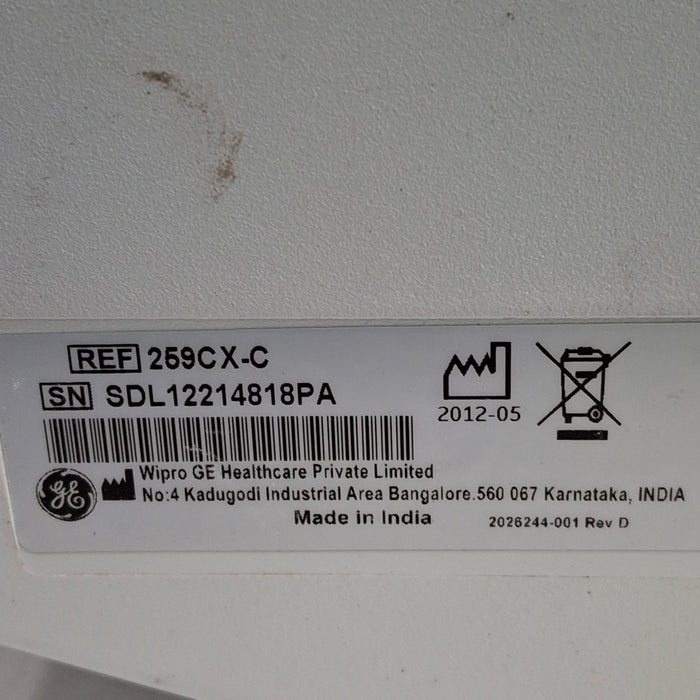 REF 259CX-C
SN SDL12214818PA
2012-05
GE
Wipro GE Healthcare Private Limited
No:4 Kadugodi Industrial Area Bangalore.560 067 Karnataka, INDIA
Made in India
2026244-001 Rev D